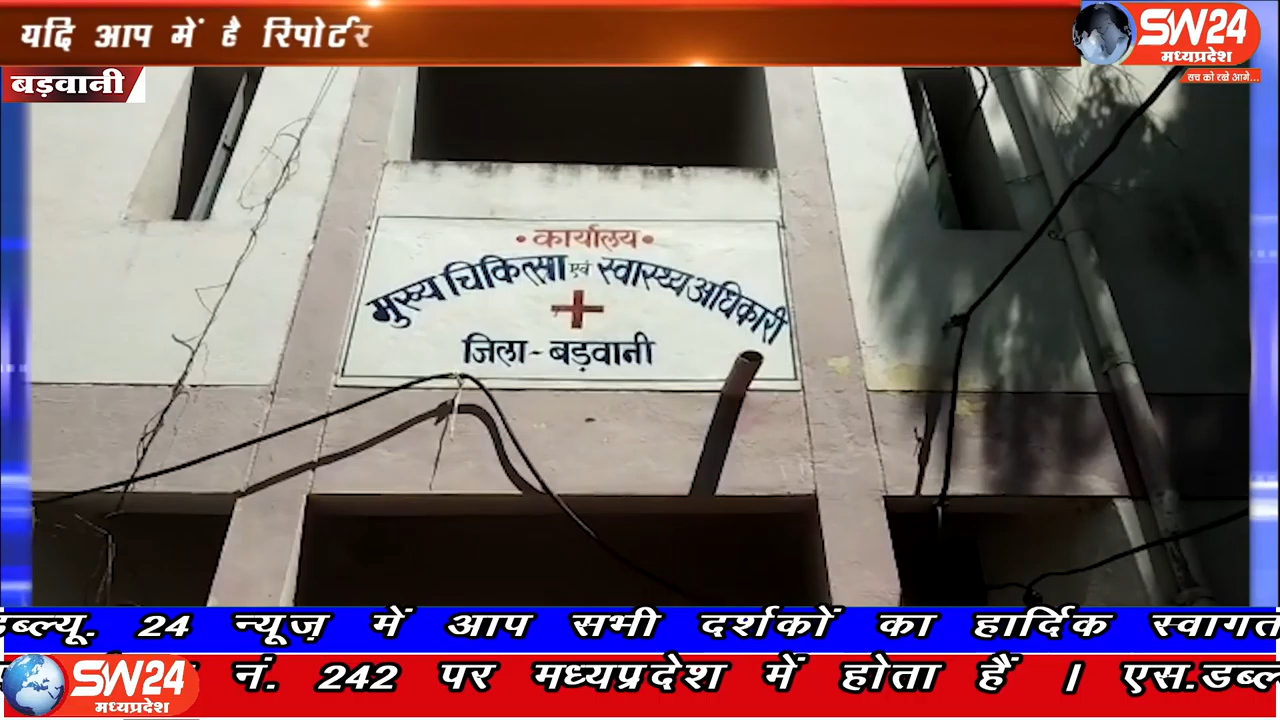 यदि आप में है रिपोर्टर
SW24
मध्यप्रदेश
सच को रखे आगे...
बड़वानी
• कार्यालय •
मुख्य चिकित्सा एवं स्वास्थ्य अधिकारी
जिला - बड़वानी
डब्ल्यू. 24 न्यूज़ में आप सभी दर्शकों का हार्दिक स्वागत
नं. 242 पर मध्यप्रदेश में होता हैं । एस.डब्ल
SW24
मध्यप्रदेश